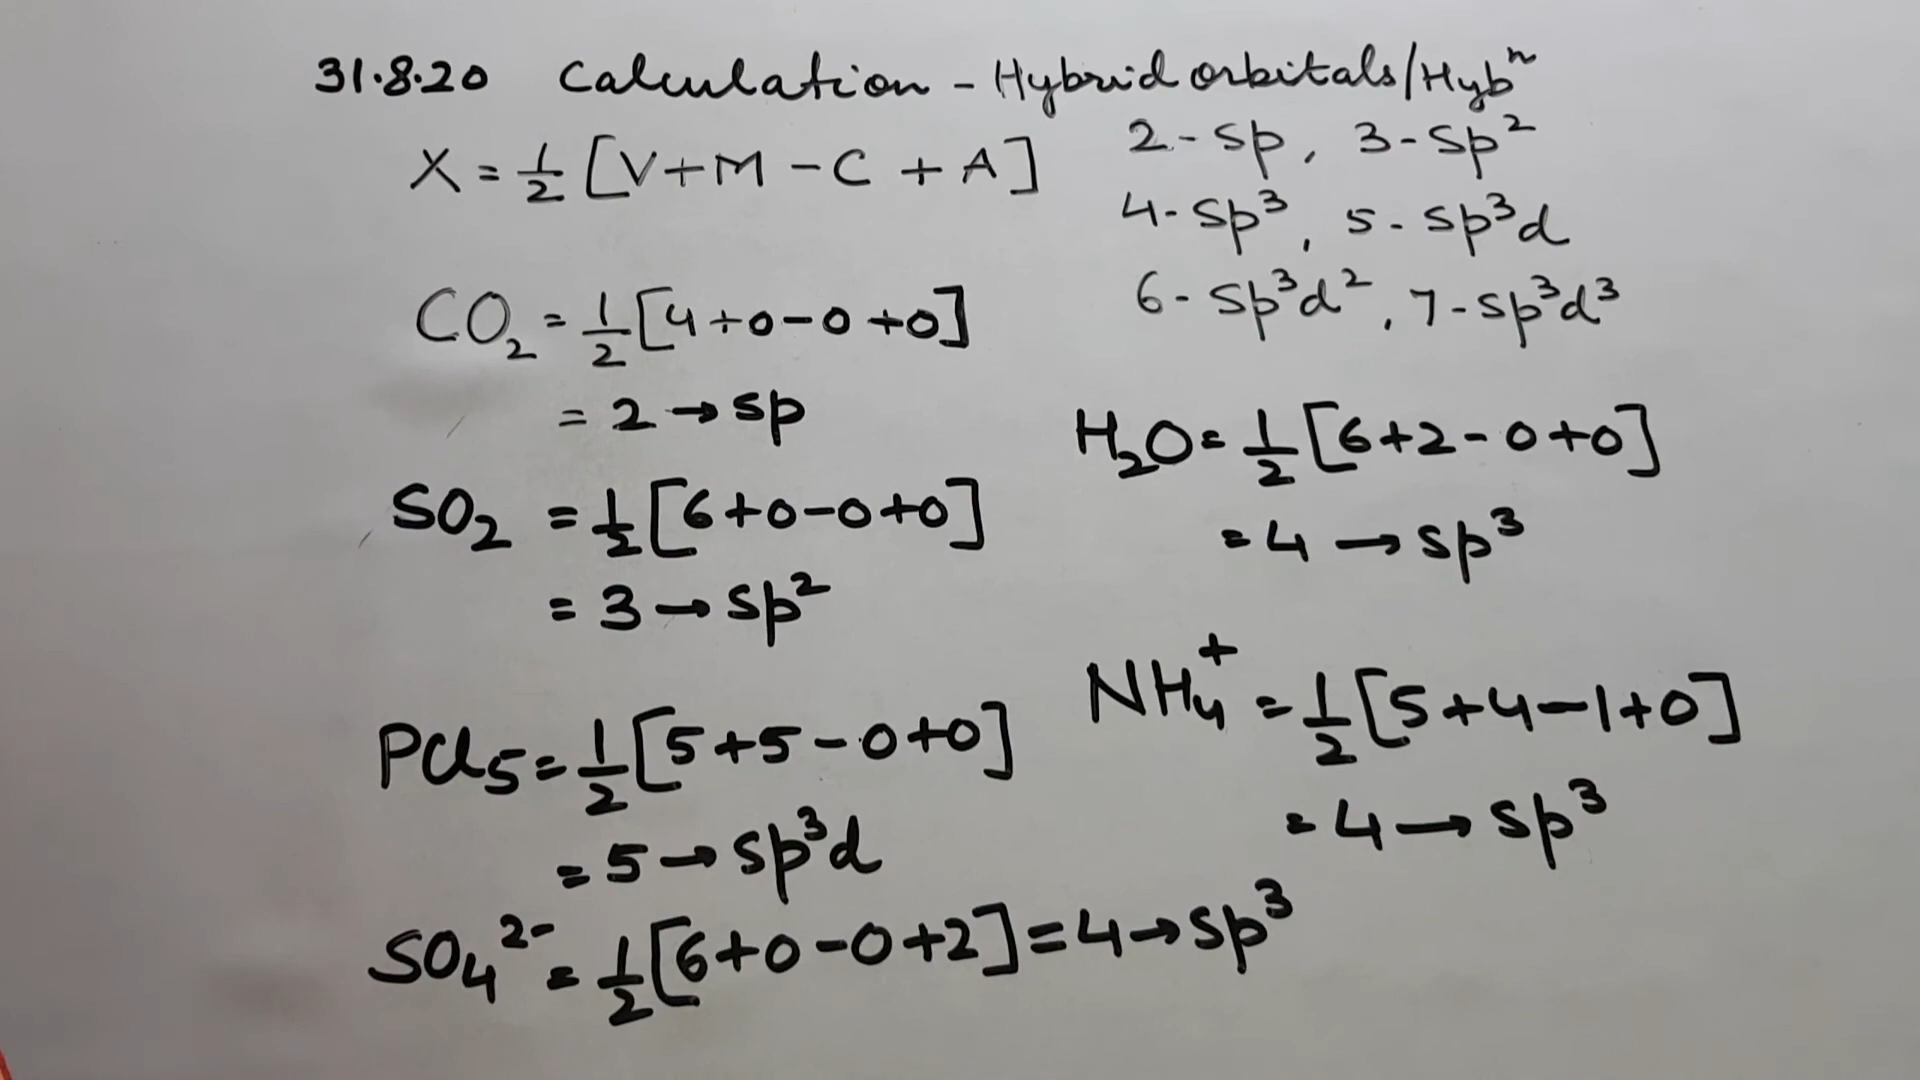 31.8.20 Calculation - Hybrid orbitals/Hybⁿ
X = 1/2 [V+M-C+A]
2-sp, 3-sp²
4-sp³, 5-sp³d
6-sp³d², 7-sp³d³
CO₂ = 1/2 [4+0-0+0]
= 2 → sp
H₂O = 1/2 [6+2-0+0]
= 4 → sp³
SO₂ = 1/2 [6+0-0+0]
= 3 → sp²
NH₄⁺ = 1/2 [5+4-1+0]
= 4 → sp³
PCl₅ = 1/2 [5+5-0+0]
= 5 → sp³d
SO₄²⁻ = 1/2 [6+0-0+2] = 4 → sp³